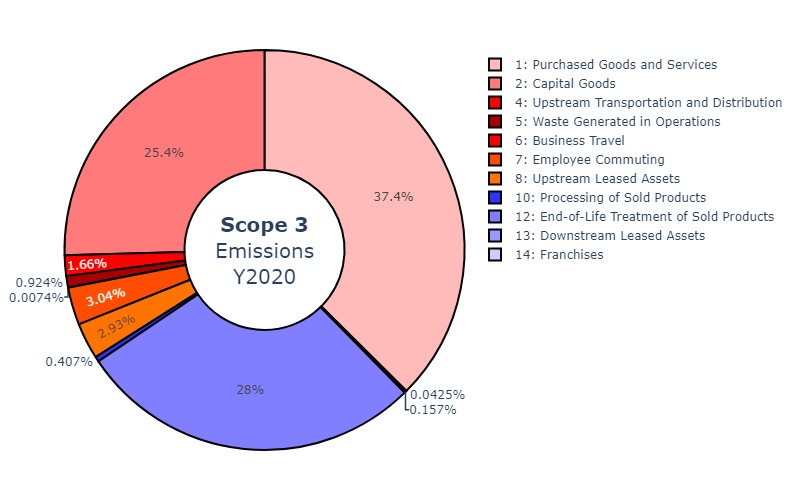 1: Purchased Goods and Services
2: Capital Goods
4: Upstream Transportation and Distribution
5: Waste Generated in Operations
6: Business Travel
7: Employee Commuting
8: Upstream Leased Assets
10: Processing of Sold Products
12: End-of-Life Treatment of Sold Products
13: Downstream Leased Assets
14: Franchises
25.4%
37.4%
Scope 3
Emissions
Y2020
1.66%
0.924%
0.0074%
3.04%
2.93%
0.407%
28%
0.0425%
0.157%